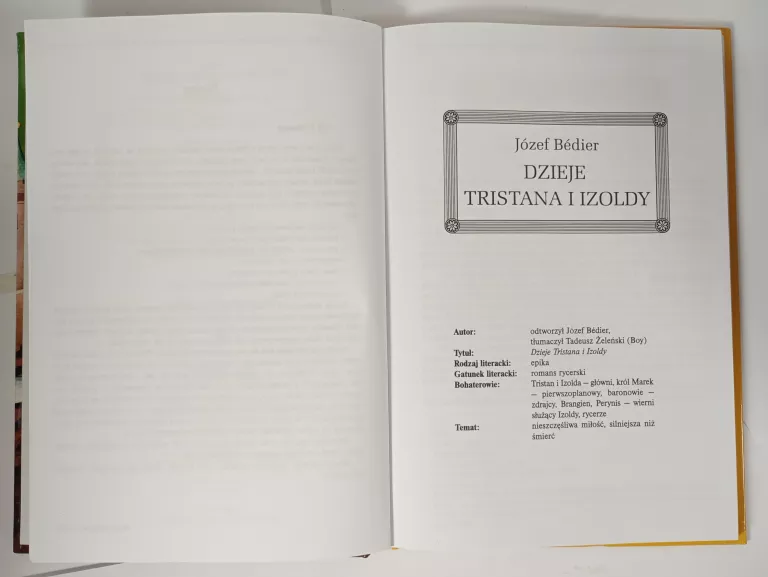 Józef Bédier
DZIEJE
TRISTANA I IZOLDY
Autor: odtworzył Józef Bédier,
tłumaczył Tadeusz Żeleński (Boy)
Tytuł: Dzieje Tristana i Izoldy
Rodzaj literacki: epika
Gatunek literacki: romans rycerski
Bohaterowie: Tristan i Izolda – główni, król Marek
– pierwszoplanowy, baronowie –
zdrajcy, Brangien, Perynis – wierni
służący Izoldy, rycerze
Temat: nieszczęśliwa miłość, silniejsza niż
śmierć